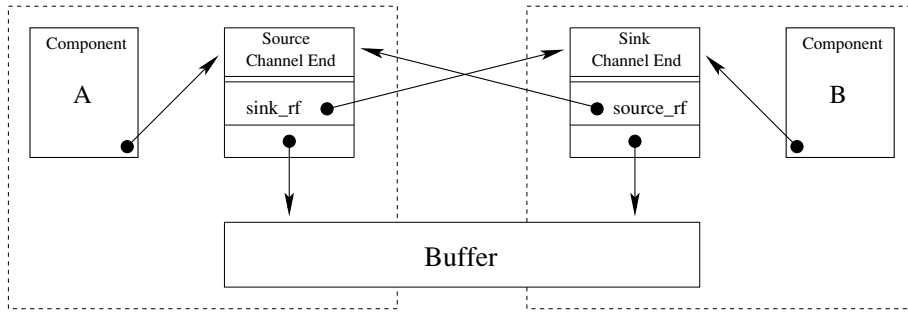 Component
A
Source
Channel End
sink_rf
Sink
Channel End
source_rf
Component
B
Buffer